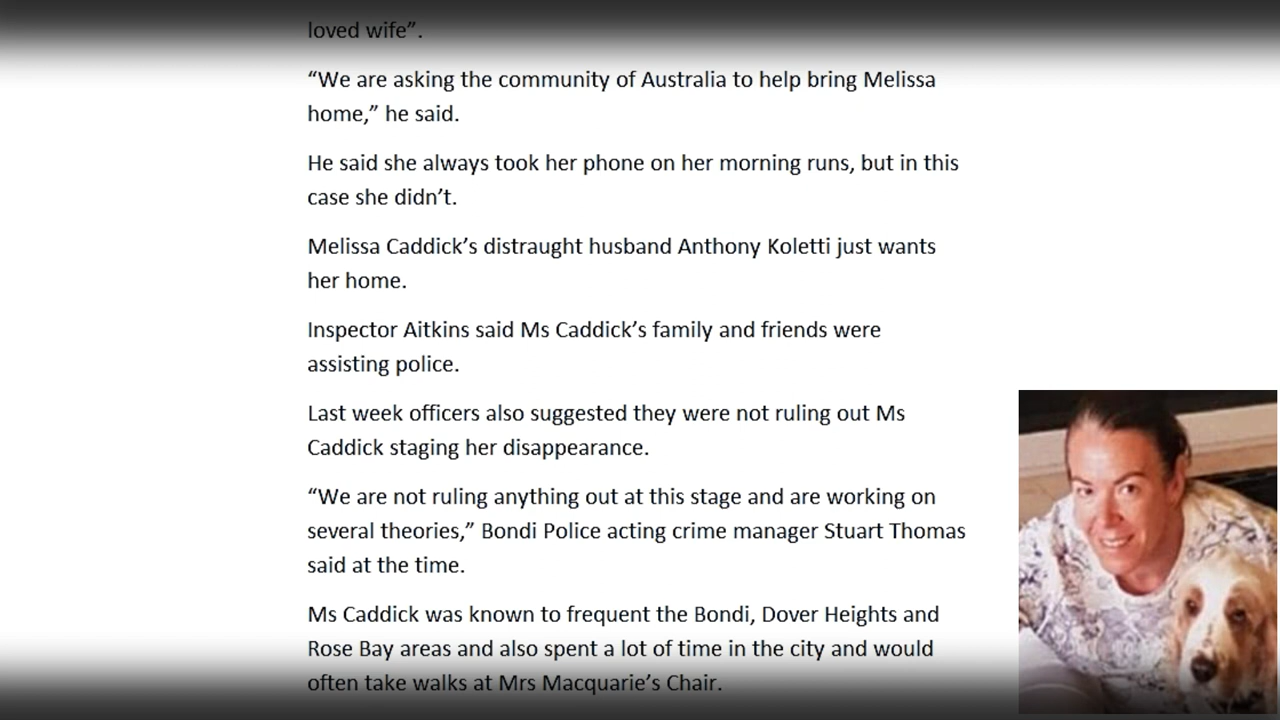 loved wife”.
“We are asking the community of Australia to help bring Melissa
home,” he said.
He said she always took her phone on her morning runs, but in this
case she didn’t.
Melissa Caddick’s distraught husband Anthony Koletti just wants
her home.
Inspector Aitkins said Ms Caddick’s family and friends were
assisting police.
Last week officers also suggested they were not ruling out Ms
Caddick staging her disappearance.
“We are not ruling anything out at this stage and are working on
several theories,” Bondi Police acting crime manager Stuart Thomas
said at the time.
Ms Caddick was known to frequent the Bondi, Dover Heights and
Rose Bay areas and also spent a lot of time in the city and would
often take walks at Mrs Macquarie’s Chair.